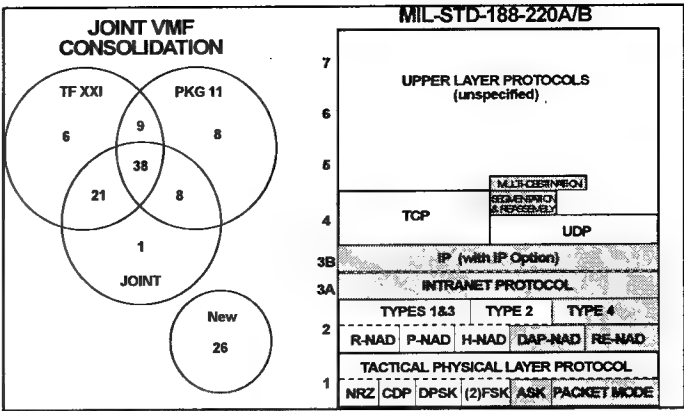 JOINT VMF
CONSOLIDATION
TF XXI
PKG 11
6
9
8
38
21
8
1
JOINT
New
26
MIL-STD-188-220A/B
7
UPPER LAYER PROTOCOLS
(unspecified)
6
5
MULTI-DESTINATION
SEGMENTATION
& REASSEMBLY
TCP
4
UDP
3B
IP (with IP Option)
3A
INTRANET PROTOCOL
TYPES 1&3
TYPE 2
TYPE 4
2
R-NAD
P-NAD
H-NAD
DAP-NAD
RE-NAD
TACTICAL PHYSICAL LAYER PROTOCOL
1
NRZ
CDP
DPSK
(2)FSK
ASK
PACKET MODE